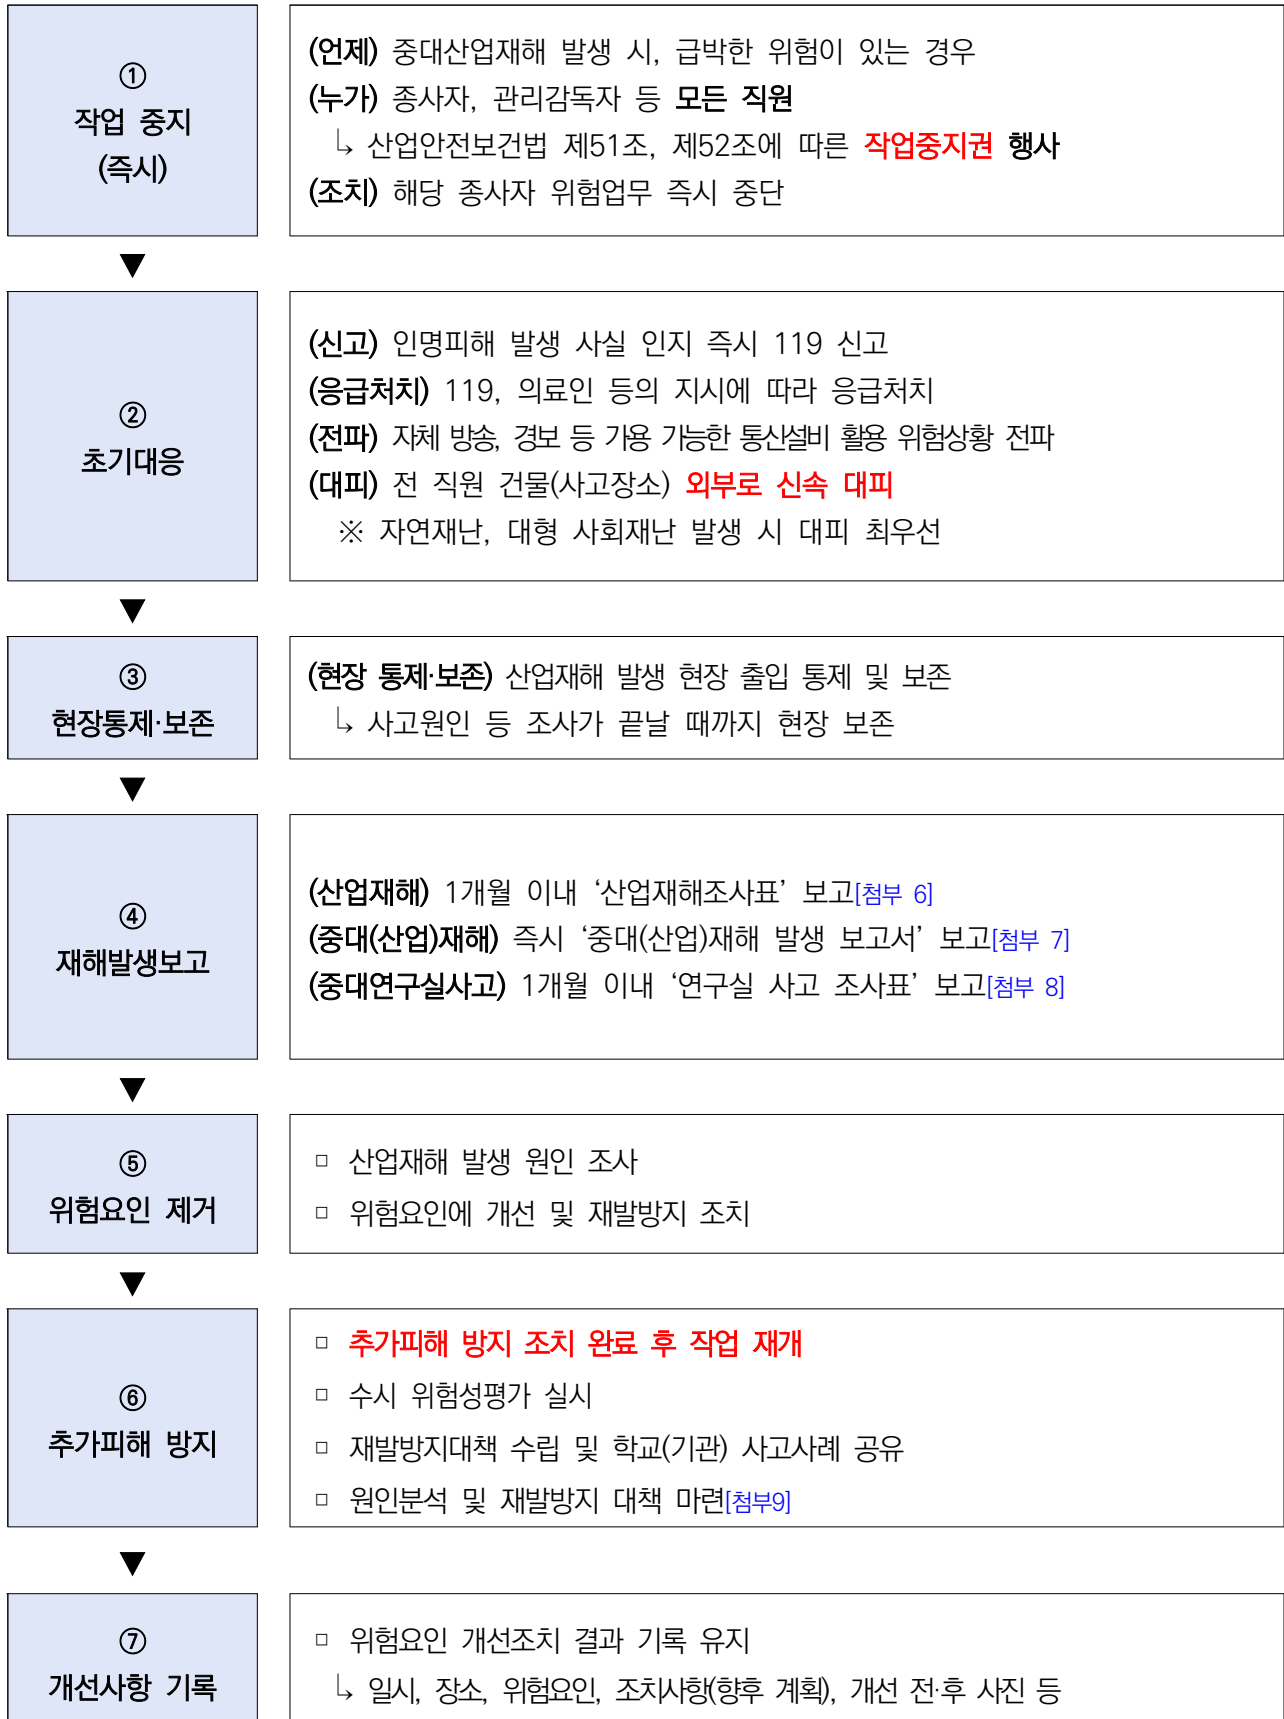 ①
작업 중지
(즉시)
(언제) 중대산업재해 발생 시, 급박한 위험이 있는 경우
(누가) 종사자, 관리감독자 등 모든 직원
↳ 산업안전보건법 제51조, 제52조에 따른 작업중지권 행사
(조치) 해당 종사자 위험업무 즉시 중단
▼
②
초기대응
(신고) 인명피해 발생 사실 인지 즉시 119 신고
(응급처치) 119, 의료인 등의 지시에 따라 응급처치
(전파) 자체 방송, 경보 등 가용 가능한 통신설비 활용 위험상황 전파
(대피) 전 직원 건물(사고장소) 외부로 신속 대피
※ 자연재난, 대형 사회재난 발생 시 대피 최우선
▼
③
현장통제·보존
(현장 통제·보존) 산업재해 발생 현장 출입 통제 및 보존
↳ 사고원인 등 조사가 끝날 때까지 현장 보존
▼
④
재해발생보고
(산업재해) 1개월 이내 ‘산업재해조사표’ 보고[첨부 6]
(중대(산업)재해) 즉시 ‘중대(산업)재해 발생 보고서’ 보고[첨부 7]
(중대연구실사고) 1개월 이내 ‘연구실 사고 조사표’ 보고[첨부 8]
▼
⑤
위험요인 제거
▫ 산업재해 발생 원인 조사
▫ 위험요인에 개선 및 재발방지 조치
▼
⑥
추가피해 방지
▫ 추가피해 방지 조치 완료 후 작업 재개
▫ 수시 위험성평가 실시
▫ 재발방지대책 수립 및 학교(기관) 사고사례 공유
▫ 원인분석 및 재발방지 대책 마련[첨부9]
▼
⑦
개선사항 기록
▫ 위험요인 개선조치 결과 기록 유지
↳ 일시, 장소, 위험요인, 조치사항(향후 계획), 개선 전·후 사진 등